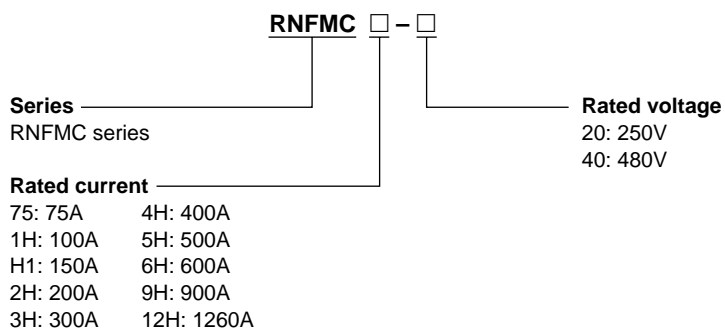 RNFMC □ – □
Series
RNFMC series
Rated voltage
20: 250V
40: 480V
Rated current
75: 75A 4H: 400A
1H: 100A 5H: 500A
H1: 150A 6H: 600A
2H: 200A 9H: 900A
3H: 300A 12H: 1260A